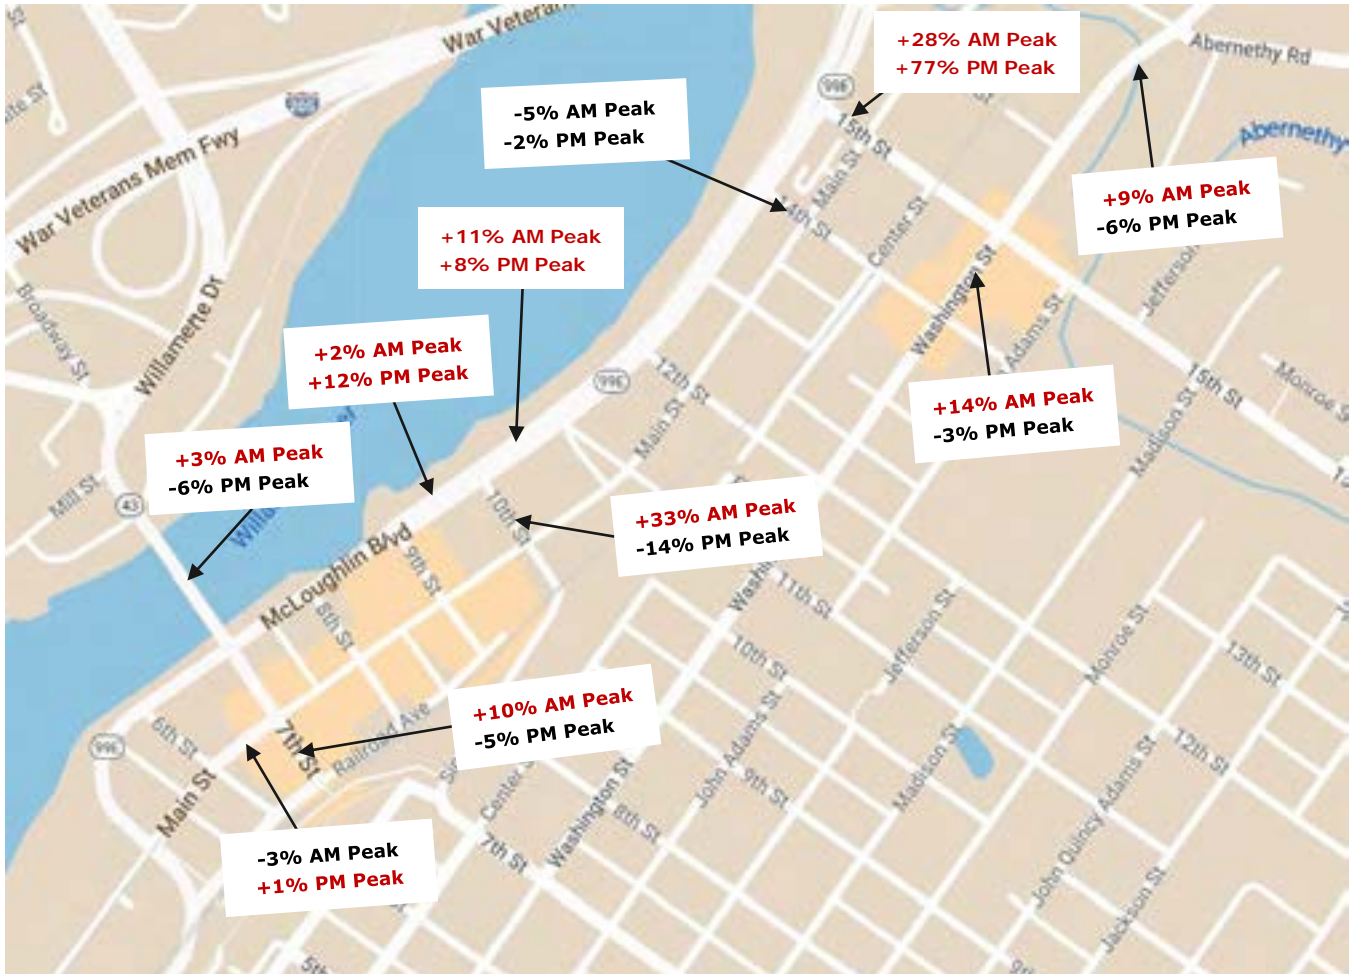 War Veterans
+28% AM Peak
+77% PM Peak
Abernethy Rd
99E
-5% AM Peak
-2% PM Peak
15th St
Abernethy
War Veterans Mem Fwy
Main St
14th St
+9% AM Peak
-6% PM Peak
+11% AM Peak
+8% PM Peak
Center St
Washington St
Jefferson
Broadway St
Willamette Dr
+2% AM Peak
+12% PM Peak
Adams St
99E
12th St
15th St
Monroe S
+14% AM Peak
-3% PM Peak
Main St
Madison St
+3% AM Peak
-6% PM Peak
Mill St
43
10th St
+33% AM Peak
-14% PM Peak
McLoughlin Blvd
9th St
8th St
11th St
10th St
Jefferson St
Monroe St
13th St
+10% AM Peak
-5% PM Peak
6th St
7th St
Railroad Ave
99E
Main St
John Adams St
9th St
Madison St
12th St
Center S
Washington St
8th St
7th St
John Quincy Adams St
-3% AM Peak
+1% PM Peak
Jackson St
5th
9th St